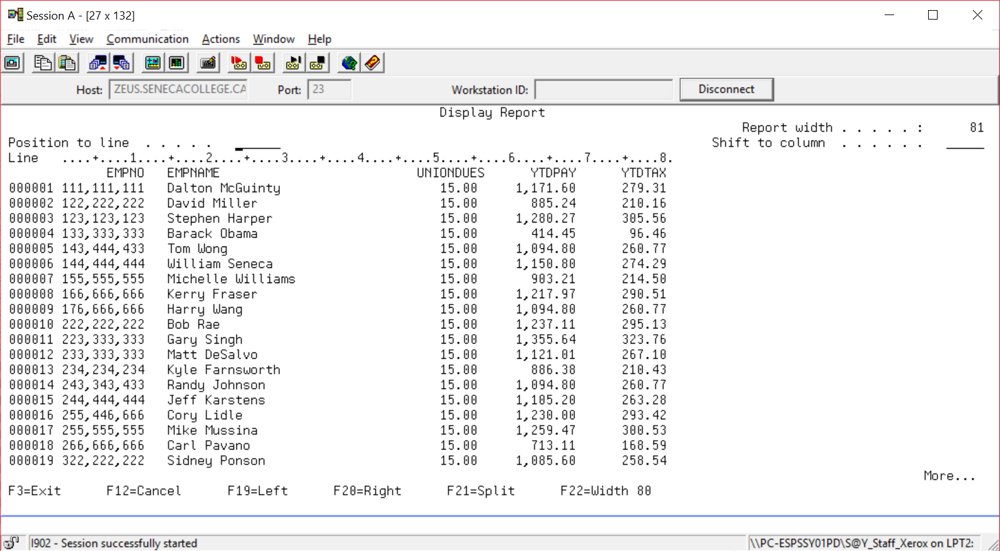 Session A - [27 x 132]
File Edit View Communication Actions Window Help
Host: ZEUS.SENECACOLLEGE.CA Port: 23 Workstation ID: Disconnect
Display Report
Report width . . . . . : 81
Position to line . . . . . Shift to column . . . . . .
Line ....+....1....+....2....+....3....+....4....+....5....+....6....+....7....+....8.
EMPNO EMPNAME UNIONDUES YTDPAY YTDTAX
000001 111,111,111 Dalton McGuinty 15.00 1,171.60 279.31
000002 122,222,222 David Miller 15.00 885.24 210.16
000003 123,123,123 Stephen Harper 15.00 1,280.27 305.56
000004 133,333,333 Barack Obama 15.00 414.45 96.46
000005 143,444,433 Tom Wong 15.00 1,094.80 260.77
000006 144,444,444 William Seneca 15.00 1,150.80 274.29
000007 155,555,555 Michelle Williams 15.00 903.21 214.50
000008 166,666,666 Kerry Fraser 15.00 1,217.97 290.51
000009 176,666,666 Harry Wang 15.00 1,094.80 260.77
000010 222,222,222 Bob Rae 15.00 1,237.11 295.13
000011 223,333,333 Gary Singh 15.00 1,355.64 323.76
000012 233,333,333 Matt DeSalvo 15.00 1,121.01 267.10
000013 234,234,234 Kyle Farnsworth 15.00 886.38 210.43
000014 243,343,433 Randy Johnson 15.00 1,094.80 260.77
000015 244,444,444 Jeff Karstens 15.00 1,105.20 263.28
000016 255,446,666 Cory Lidle 15.00 1,230.00 293.42
000017 255,555,555 Mike Mussina 15.00 1,259.47 300.53
000018 266,666,666 Carl Pavano 15.00 713.11 168.59
000019 322,222,222 Sidney Ponson 15.00 1,085.60 258.54
More...
F3=Exit F12=Cancel F19=Left F20=Right F21=Split F22=Width 80
I902 - Session successfully started \\PC-ESPSSY01PD\S@Y_Staff_Xerox on LPT2: